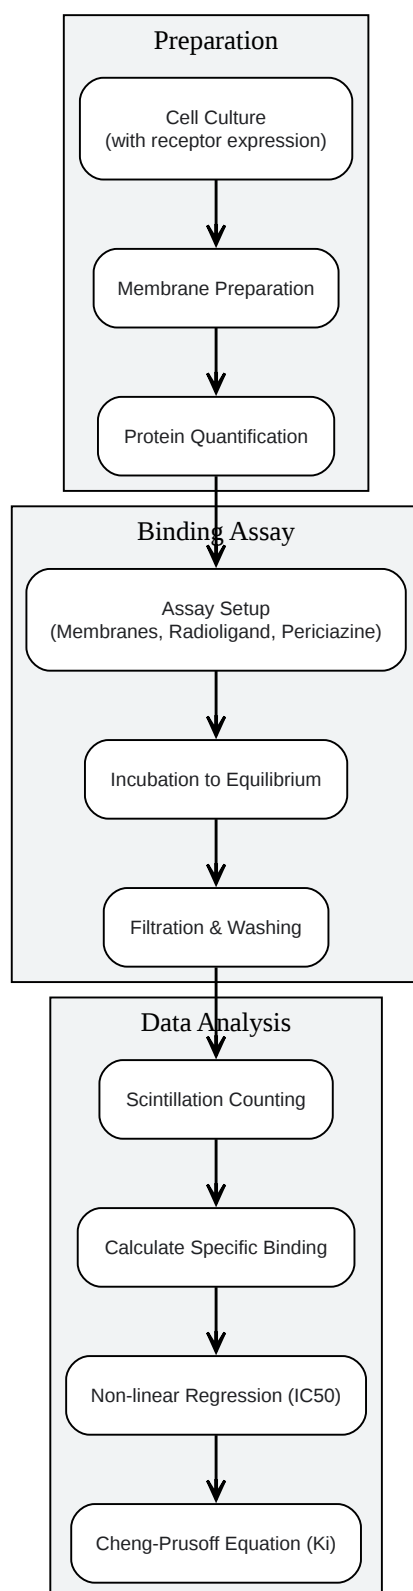 Preparation
Cell Culture
(with receptor expression)
Membrane Preparation
Protein Quantification
Binding Assay
Assay Setup
(Membranes, Radioligand, Periciazine)
Incubation to Equilibrium
Filtration & Washing
Data Analysis
Scintillation Counting
Calculate Specific Binding
Non-linear Regression (IC50)
Cheng-Prusoff Equation (Ki)